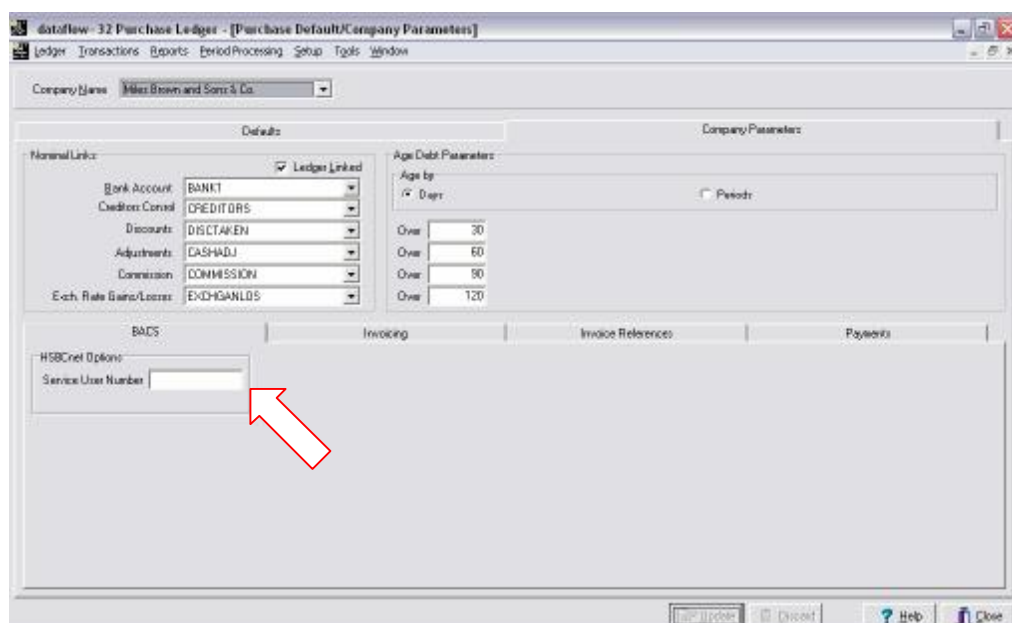 dataflow-32 Purchase Ledger - [Purchase Default/Company Parameters]
Ledger Transactions Reports Period Processing Setup Tools Window
Company Name Miles Brown and Sons & Co.
Defaults Company Parameters
Nominal Links Ledger Linked Age Debt Parameters
Age by
Bank Account BANK1 Days Periods
Creditors Control CREDITORS
Discounts DISCTAKEN Over 30
Adjustments CASHADJ Over 60
Commission COMMISSION Over 90
Exch. Rate Gains/Losses EXCHGANLOS Over 120
BACS Invoicing Invoice References Payments
HSBCnet Options
Service User Number
Update Discard Help Close